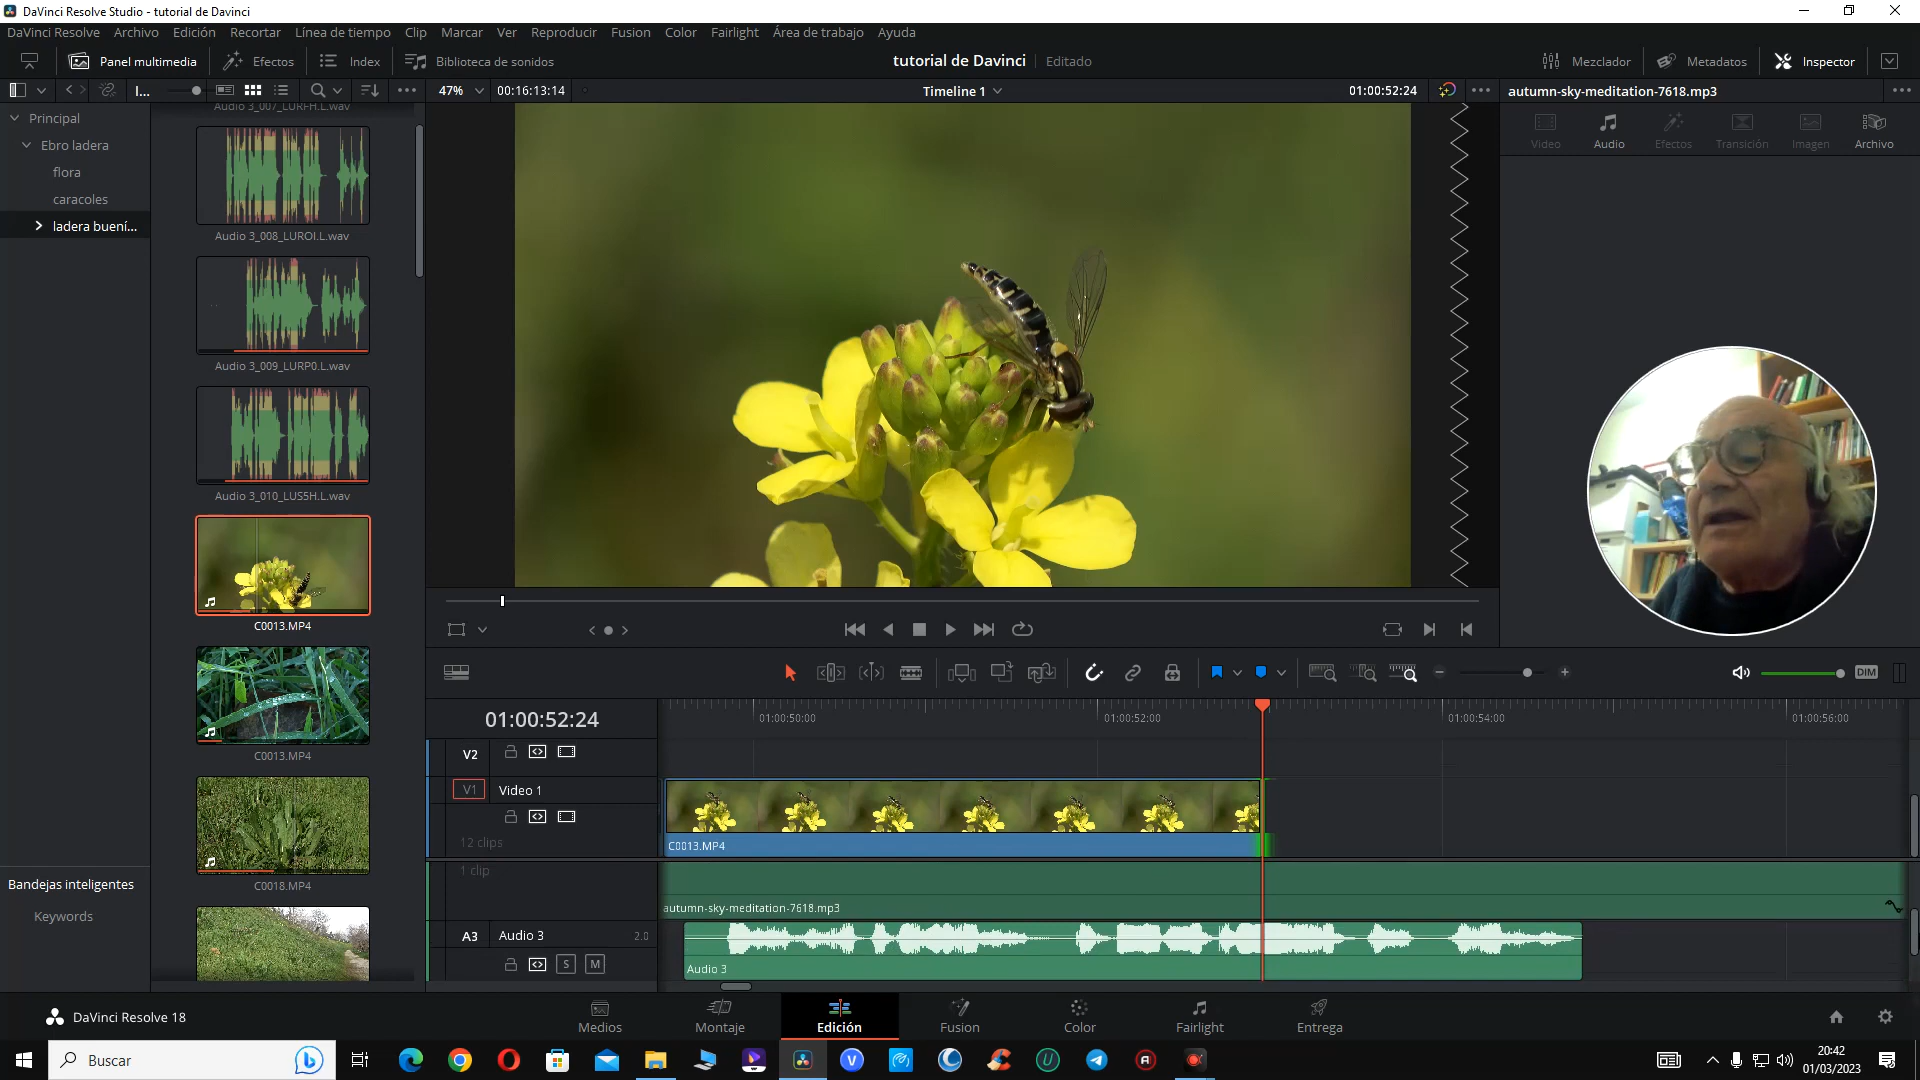 DaVinci Resolve Studio - tutorial de Davinci
DaVinci Resolve Archivo Edición Recortar Línea de tiempo Clip Marcar Ver Reproducir Fusion Color Fairlight Área de trabajo Ayuda
Panel multimedia Efectos Index Biblioteca de sonidos tutorial de Davinci Editado Mezclador Metadatos Inspector
I... 47% 00:16:13:14 Timeline 1 01:00:52:24 autumn-sky-meditation-7618.mp3
Video Audio Efectos Transición Imagen Archivo
Principal
Ebro ladera
flora
caracoles
ladera buení...
Bandejas inteligentes
Keywords
Audio 3_007_LURFH.L.wav
Audio 3_008_LUROI.L.wav
Audio 3_009_LURP0.L.wav
Audio 3_010_LUS5H.L.wav
C0013.MP4
C0013.MP4
C0018.MP4
DIM
01:00:52:24 01:00:50:00 01:00:52:00 01:00:54:00 01:00:56:00
V2
V1 Video 1
12 clips
C0013.MP4
1 clip
autumn-sky-meditation-7618.mp3
A3 Audio 3 2.0
S M
Audio 3
DaVinci Resolve 18
Medios Montaje Edición Fusion Color Fairlight Entrega
Buscar
20:42
01/03/2023